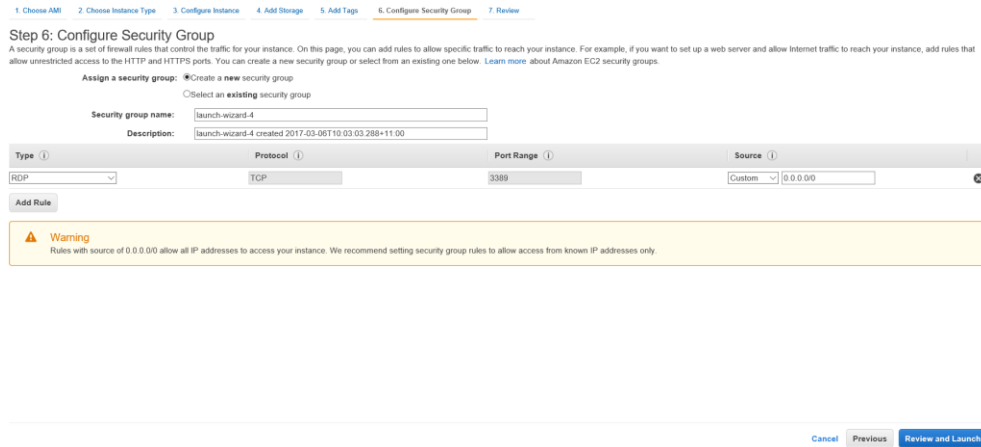 1. Choose AMI 2. Choose Instance Type 3. Configure Instance 4. Add Storage 5. Add Tags 6. Configure Security Group 7. Review
Step 6: Configure Security Group
A security group is a set of firewall rules that control the traffic for your instance. On this page, you can add rules to allow specific traffic to reach your instance. For example, if you want to set up a web server and allow Internet traffic to reach your instance, add rules that
allow unrestricted access to the HTTP and HTTPS ports. You can create a new security group or select from an existing one below. Learn more about Amazon EC2 security groups.
Assign a security group: Create a new security group
Select an existing security group
Security group name: launch-wizard-4
Description: launch-wizard-4 created 2017-03-06T10:03:03.288+11:00
Type Protocol Port Range Source
RDP TCP 3389 Custom 0.0.0.0/0
Add Rule
Warning
Rules with source of 0.0.0.0/0 allow all IP addresses to access your instance. We recommend setting security group rules to allow access from known IP addresses only.
Cancel Previous Review and Launch